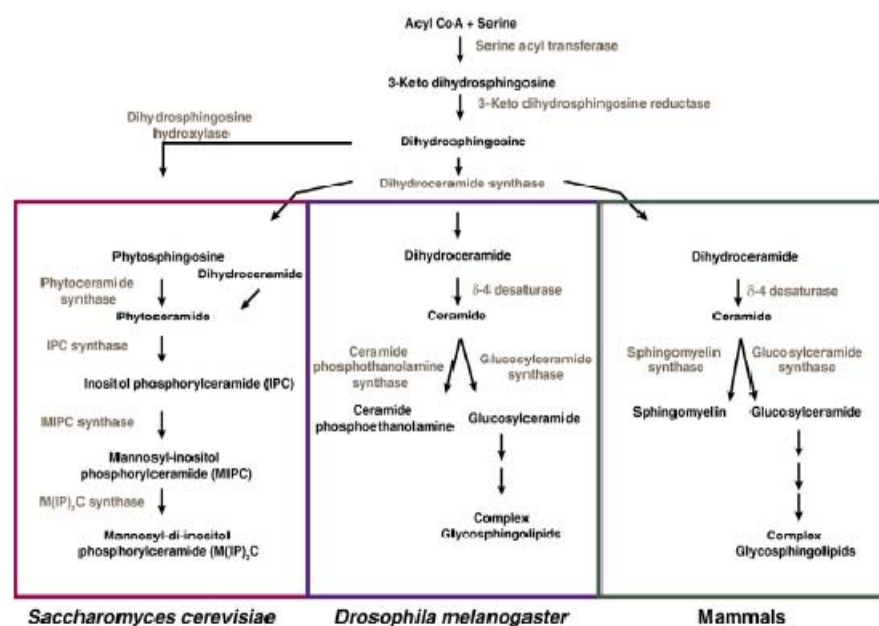 Acyl Co-A + Serine
Serine acyl transferase
3-Keto dihydrosphingosine
3-Keto dihydrosphingosine reductase
Dihydrosphingosine
hydroxylase
Dihydrosphingosine
Dihydroceramide synthase
Phytosphingosine
Dihydroceramide
Phytoceramide
synthase
Phytoceramide
IPC synthase
Inositol phosphorylceramide (IPC)
MIPC synthase
Mannosyl-inositol
phosphorylceramide (MIPC)
M(IP)₂C synthase
Mannosyl-di-inositol
phosphorylceramide (M(IP)₂C
Dihydroceramide
δ-4 desaturase
Ceramide
Ceramide
phosphothanolamine
synthase
Glucosylceramide
synthase
Ceramide
phosphoethanolamine
Glucosylceramide
Complex
Glycosphingolipids
Dihydroceramide
δ-4 desaturase
Ceramide
Sphingomyelin
synthase
Glucosylceramide
synthase
Sphingomyelin
Glucosylceramide
Complex
Glycosphingolipids
Saccharomyces cerevisiae
Drosophila melanogaster
Mammals